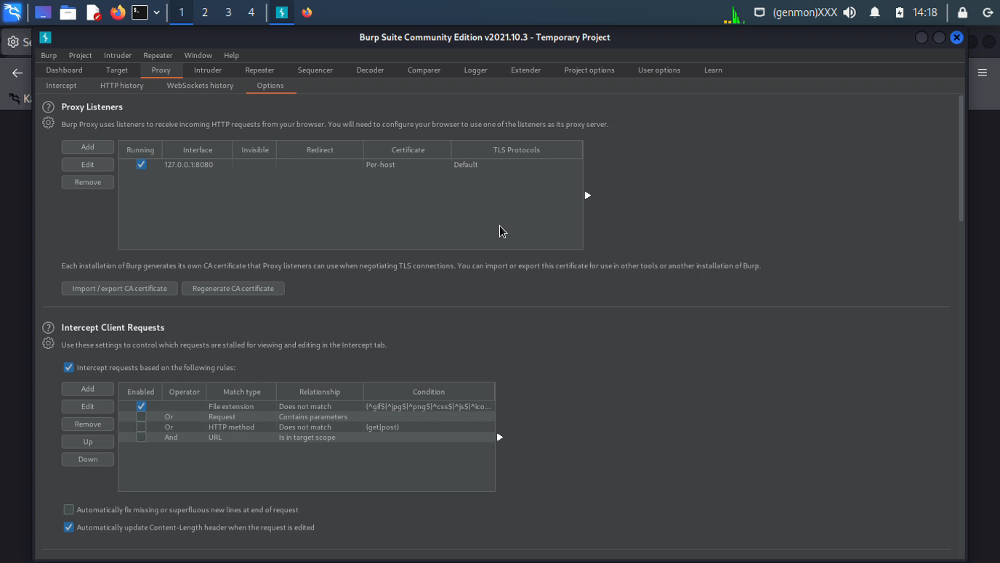 1 2 3 4 (genmon)XXX 14:18
Se
Burp Suite Community Edition v2021.10.3 - Temporary Project
Burp Project Intruder Repeater Window Help
Dashboard Target Proxy Intruder Repeater Sequencer Decoder Comparer Logger Extender Project options User options Learn
Intercept HTTP history WebSockets history Options
Ka
? Proxy Listeners
Burp Proxy uses listeners to receive incoming HTTP requests from your browser. You will need to configure your browser to use one of the listeners as its proxy server.
Add
Edit
Remove
Running Interface Invisible Redirect Certificate TLS Protocols
127.0.0.1:8080 Per-host Default
Each installation of Burp generates its own CA certificate that Proxy listeners can use when negotiating TLS connections. You can import or export this certificate for use in other tools or another installation of Burp.
Import / export CA certificate Regenerate CA certificate
? Intercept Client Requests
Use these settings to control which requests are stalled for viewing and editing in the Intercept tab.
Intercept requests based on the following rules:
Add
Edit
Remove
Up
Down
Enabled Operator Match type Relationship Condition
File extension Does not match (^gif$|^jpg$|^png$|^css$|^js$|^ico...
Or Request Contains parameters
Or HTTP method Does not match (get|post)
And URL Is in target scope
Automatically fix missing or superfluous new lines at end of request
Automatically update Content-Length header when the request is edited